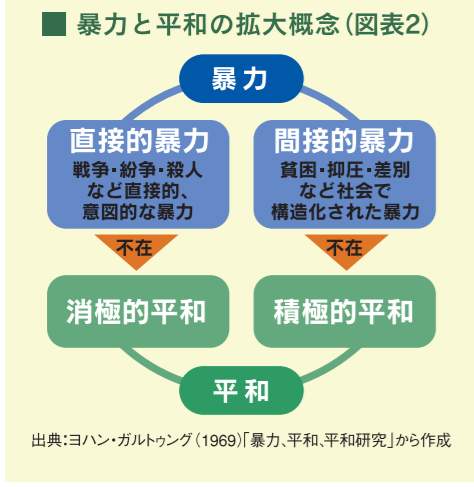 ■ 暴力と平和の拡大概念（図表2）
暴力
直接的暴力
戦争・紛争・殺人
など直接的、
意図的な暴力
間接的暴力
貧困・抑圧・差別
など社会で
構造化された暴力
不在
不在
消極的平和
積極的平和
平和
出典：ヨハン・ガルトゥング（1969）「暴力、平和、平和研究」から作成